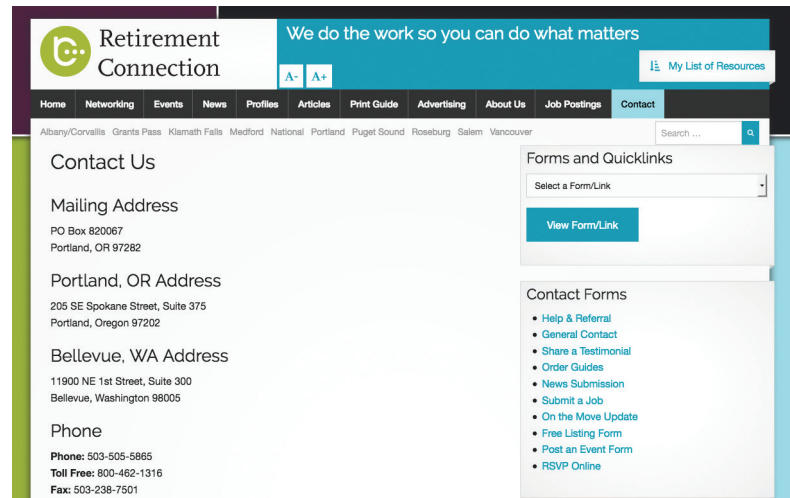 Retirement
Connection
We do the work so you can do what matters
A- A+
My List of Resources
Home Networking Events News Profiles Articles Print Guide Advertising About Us Job Postings Contact
Albany/Corvallis Grants Pass Klamath Falls Medford National Portland Puget Sound Roseburg Salem Vancouver
Search ...
Contact Us
Mailing Address
PO Box 820067
Portland, OR 97282
Portland, OR Address
205 SE Spokane Street, Suite 375
Portland, Oregon 97202
Bellevue, WA Address
11900 NE 1st Street, Suite 300
Bellevue, Washington 98005
Phone
Phone: 503-505-5865
Toll Free: 800-462-1316
Fax: 503-238-7501
Forms and Quicklinks
Select a Form/Link
View Form/Link
Contact Forms
Help & Referral
General Contact
Share a Testimonial
Order Guides
News Submission
Submit a Job
On the Move Update
Free Listing Form
Post an Event Form
RSVP Online